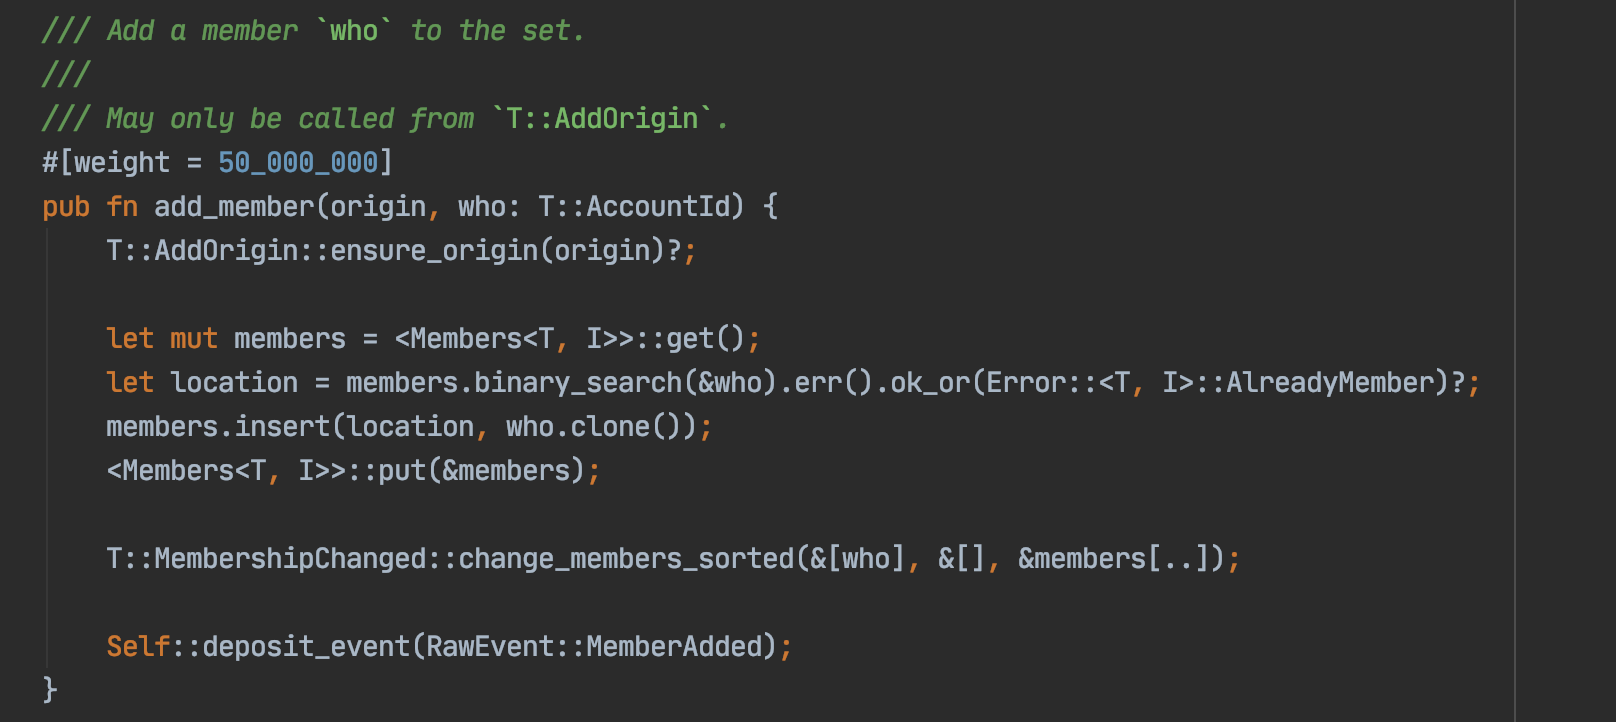 /// Add a member `who` to the set.
///
/// May only be called from `T::AddOrigin`.
#[weight = 50_000_000]
pub fn add_member(origin, who: T::AccountId) {
    T::AddOrigin::ensure_origin(origin)?;

    let mut members = <Members<T, I>>::get();
    let location = members.binary_search(&who).err().ok_or(Error::<T, I>::AlreadyMember)?;
    members.insert(location, who.clone());
    <Members<T, I>>::put(&members);

    T::MembershipChanged::change_members_sorted(&[who], &[], &members[..]);

    Self::deposit_event(RawEvent::MemberAdded);
}